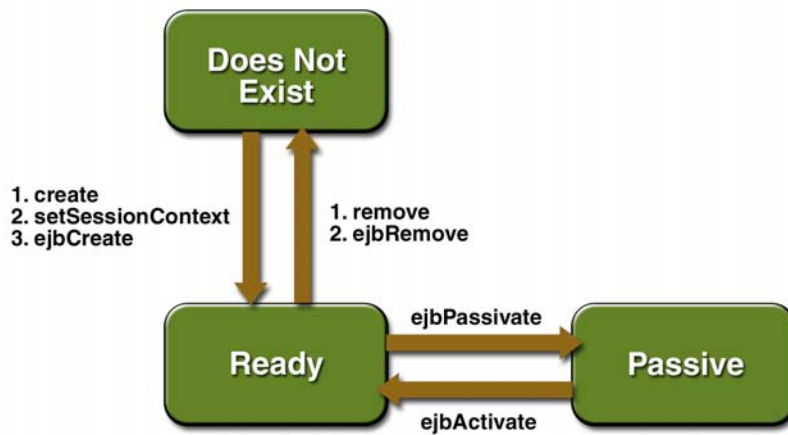 Does Not
Exist
1. create
2. setSessionContext
3. ejbCreate
1. remove
2. ejbRemove
ejbPassivate
Ready
Passive
ejbActivate